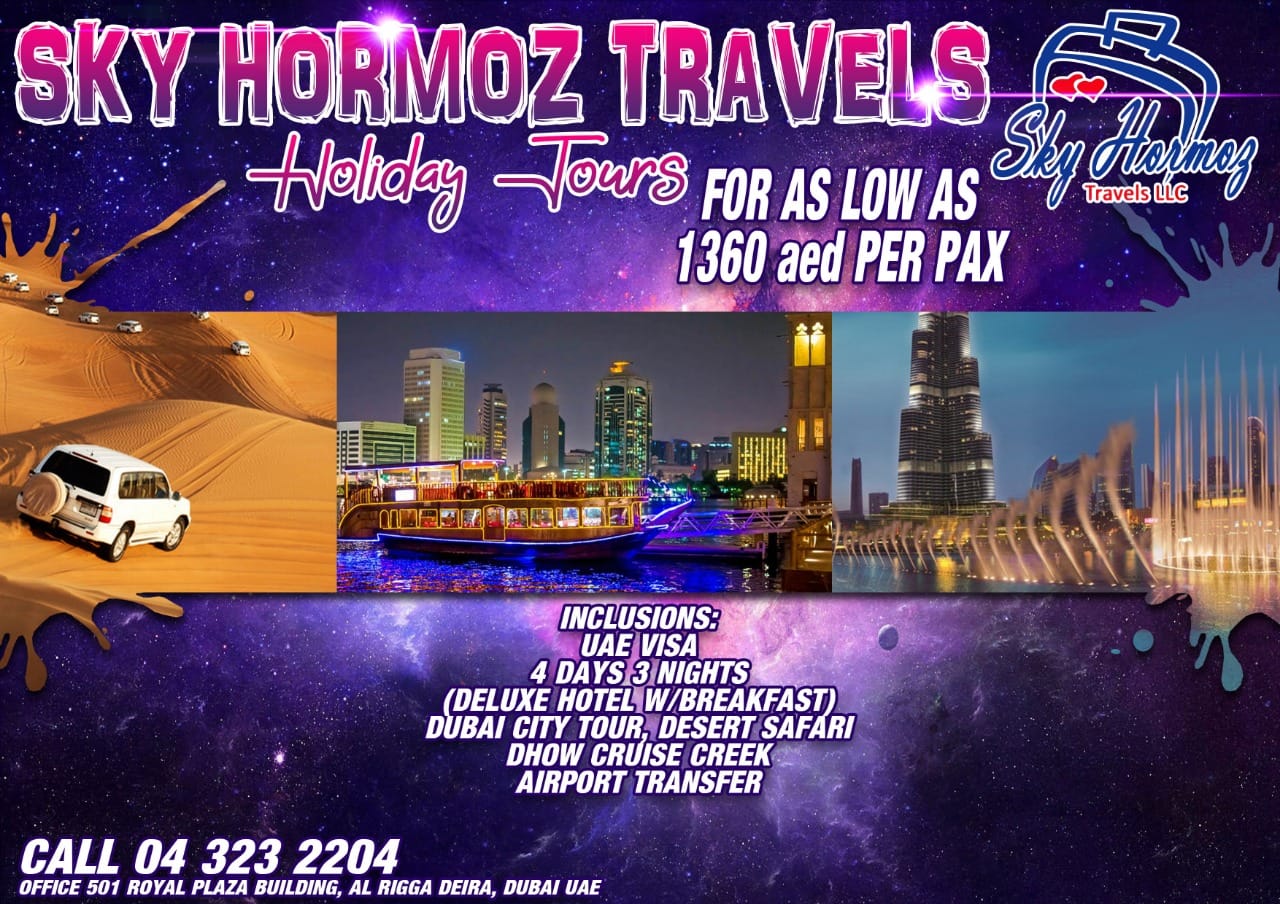 SKY HORMOZ TRAVELS
Holiday Tours
Sky Hormoz
Travels LLC
FOR AS LOW AS
1360 aed PER PAX
INCLUSIONS:
UAE VISA
4 DAYS 3 NIGHTS
(DELUXE HOTEL W/BREAKFAST)
DUBAI CITY TOUR, DESERT SAFARI
DHOW CRUISE CREEK
AIRPORT TRANSFER
CALL 04 323 2204
OFFICE 501 ROYAL PLAZA BUILDING, AL RIGGA DEIRA, DUBAI UAE